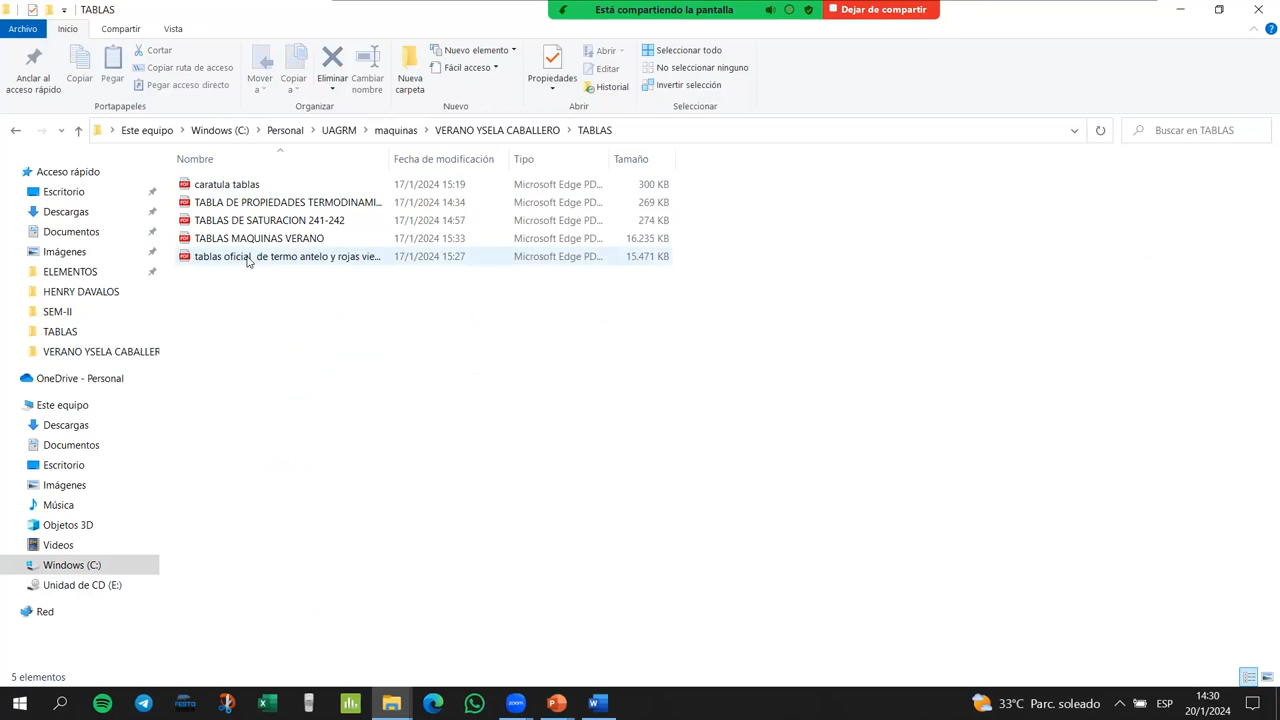 TABLAS
Está compartiendo la pantalla
Dejar de compartir
Archivo
Inicio
Compartir
Vista
Anclar al
acceso rápido
Copiar
Pegar
Cortar
Copiar ruta de acceso
Pegar acceso directo
Portapapeles
Mover
a
Copiar
a
Eliminar
Cambiar
nombre
Organizar
Nueva
carpeta
Nuevo elemento
Fácil acceso
Nuevo
Propiedades
Abrir
Editar
Historial
Abrir
Seleccionar todo
No seleccionar ninguno
Invertir selección
Seleccionar
Este equipo
Windows (C:)
Personal
UAGRM
maquinas
VERANO YSELA CABALLERO
TABLAS
Buscar en TABLAS
Nombre Fecha de modificación Tipo Tamaño
caratula tablas 17/1/2024 15:19 Microsoft Edge PD... 300 KB
TABLA DE PROPIEDADES TERMODINAMI... 17/1/2024 14:34 Microsoft Edge PD... 269 KB
TABLAS DE SATURACION 241-242 17/1/2024 14:57 Microsoft Edge PD... 274 KB
TABLAS MAQUINAS VERANO 17/1/2024 15:33 Microsoft Edge PD... 16.235 KB
tablas oficial de termo antelo y rojas vie... 17/1/2024 15:27 Microsoft Edge PD... 15.471 KB
Acceso rápido
Escritorio
Descargas
Documentos
Imágenes
ELEMENTOS
HENRY DAVALOS
SEM-II
TABLAS
VERANO YSELA CABALLER
OneDrive - Personal
Este equipo
Descargas
Documentos
Escritorio
Imágenes
Música
Objetos 3D
Videos
Windows (C:)
Unidad de CD (E:)
Red
5 elementos
FESTO
zoom
33°C Parc. soleado
ESP
14:30
20/1/2024